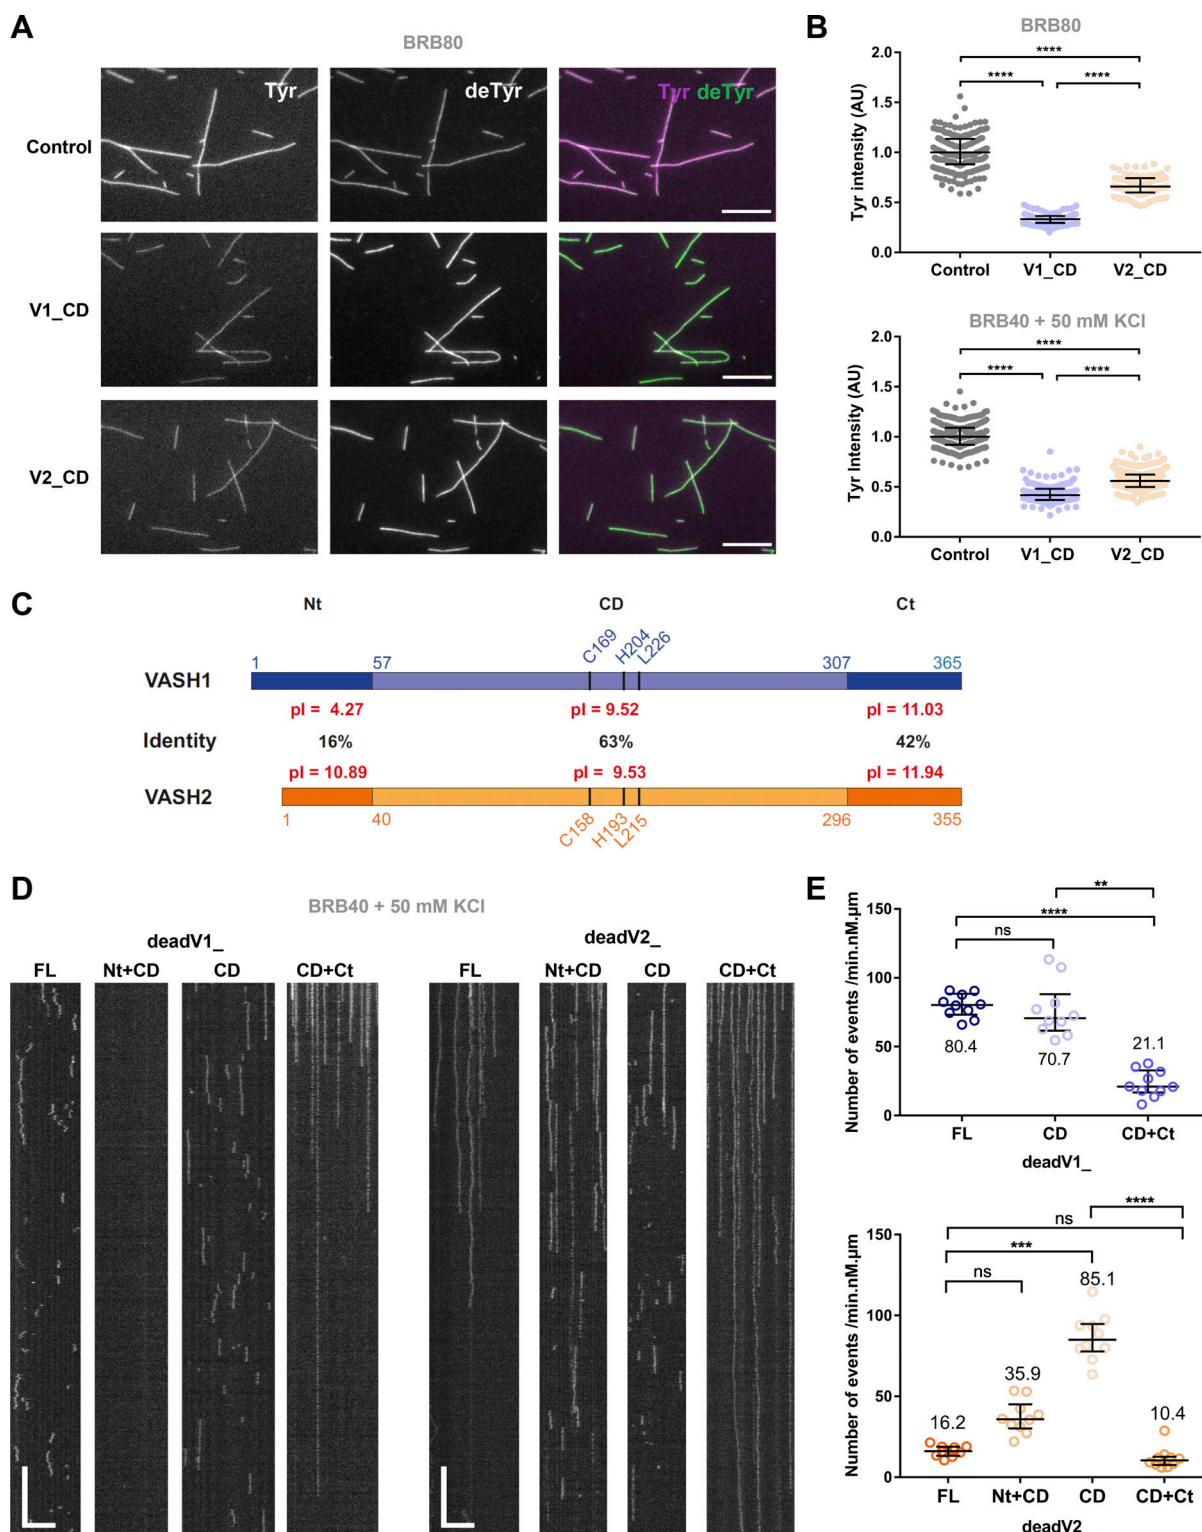 A
BRB80
Tyr
deTyr
Tyr deTyr
Control
V1_CD
V2_CD
B
BRB80
2.0
1.5
1.0
0.5
0.0
Tyr intensity (AU)
****
****
****
Control
V1_CD
V2_CD
BRB40 + 50 mM KCl
2.0
1.5
1.0
0.5
0.0
Tyr Intensity (AU)
****
****
****
Control
V1_CD
V2_CD
C
Nt
CD
Ct
C169
H204
L226
1
57
307
365
VASH1
pI = 4.27
pI = 9.52
pI = 11.03
Identity
16%
63%
42%
pI = 10.89
pI = 9.53
pI = 11.94
VASH2
1
40
C158
H193
L215
296
355
D
BRB40 + 50 mM KCl
deadV1_
deadV2_
FL
Nt+CD
CD
CD+Ct
FL
Nt+CD
CD
CD+Ct
E
150
100
50
0
Number of events /min.nM.µm
**
****
ns
80.4
70.7
21.1
FL
CD
CD+Ct
deadV1_
150
100
50
0
Number of events /min.nM.µm
****
ns
***
ns
16.2
35.9
85.1
10.4
FL
Nt+CD
CD
CD+Ct
deadV2